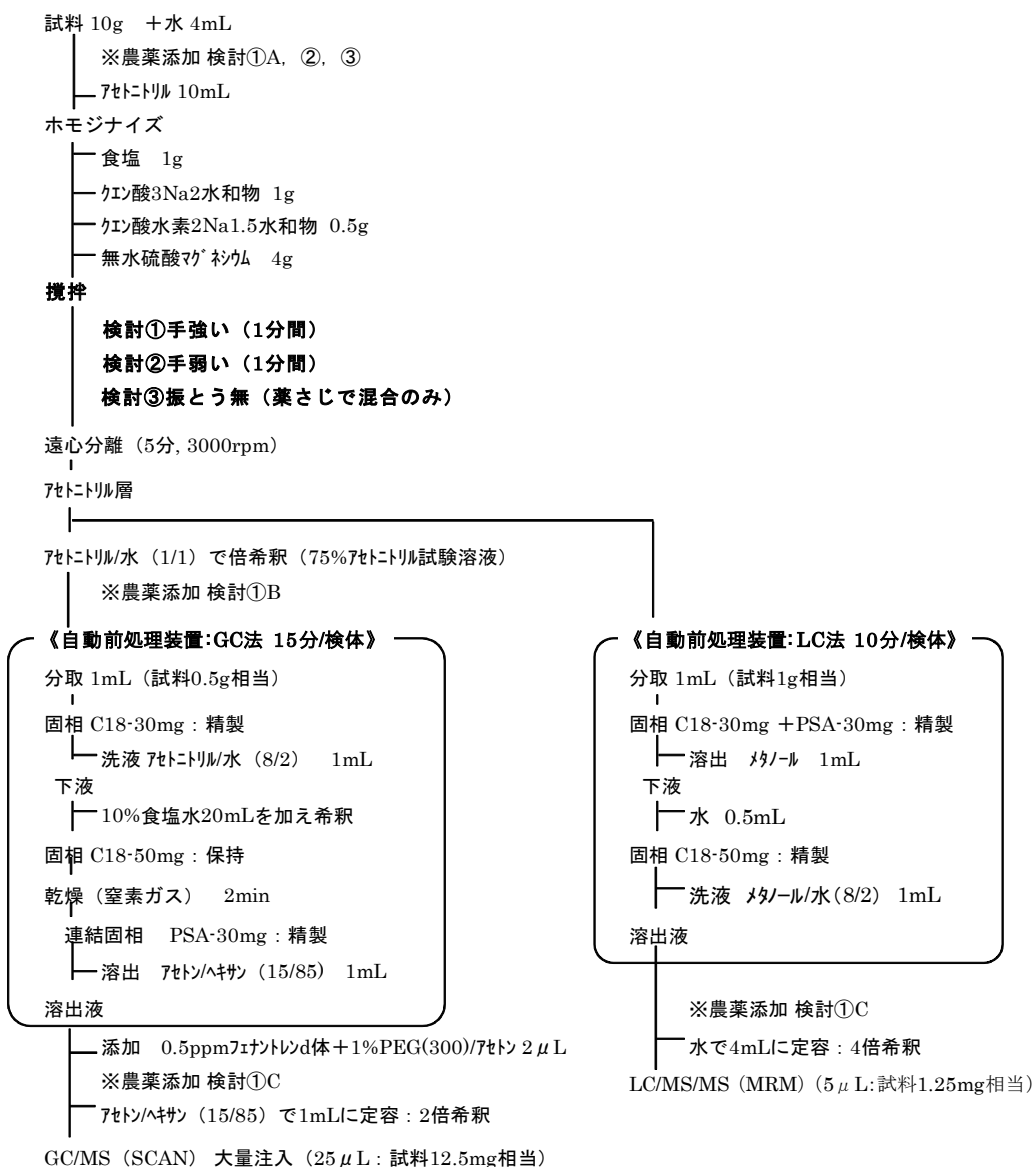 試料 10g ＋水 4mL
※農薬添加 検討①A, ②, ③
ｱｾﾄﾆﾄﾘﾙ 10mL
ホモジナイズ
食塩 1g
ｸｴﾝ酸3Na2水和物 1g
ｸｴﾝ酸水素2Na1.5水和物 0.5g
無水硫酸ﾏｸﾞﾈｼｳﾑ 4g
攪拌
検討①手強い（1分間）
検討②手弱い（1分間）
検討③振とう無（薬さじで混合のみ）
遠心分離（5分, 3000rpm）
ｱｾﾄﾆﾄﾘﾙ層
ｱｾﾄﾆﾄﾘﾙ/水（1/1）で倍希釈（75%ｱｾﾄﾆﾄﾘﾙ試験溶液）
※農薬添加 検討①B
《自動前処理装置:GC法 15分/検体》
分取 1mL（試料0.5g相当）
固相 C18-30mg：精製
洗液 ｱｾﾄﾆﾄﾘﾙ/水（8/2） 1mL
下液
10%食塩水20mLを加え希釈
固相 C18-50mg：保持
乾燥（窒素ガス） 2min
連結固相 PSA-30mg：精製
溶出 ｱｾﾄﾝ/ﾍｷｻﾝ（15/85） 1mL
溶出液
添加 0.5ppmﾌｪﾅﾝﾄﾚﾝd体＋1%PEG(300)/ｱｾﾄﾝ 2μL
※農薬添加 検討①C
ｱｾﾄﾝ/ﾍｷｻﾝ（15/85）で1mLに定容：2倍希釈
GC/MS（SCAN） 大量注入（25μL：試料12.5mg相当）
《自動前処理装置:LC法 10分/検体》
分取 1mL（試料1g相当）
固相 C18-30mg＋PSA-30mg：精製
溶出 ﾒﾀﾉｰﾙ 1mL
下液
水 0.5mL
固相 C18-50mg：精製
洗液 ﾒﾀﾉｰﾙ/水(8/2) 1mL
溶出液
※農薬添加 検討①C
水で4mLに定容：4倍希釈
LC/MS/MS（MRM）（5μL:試料1.25mg相当）